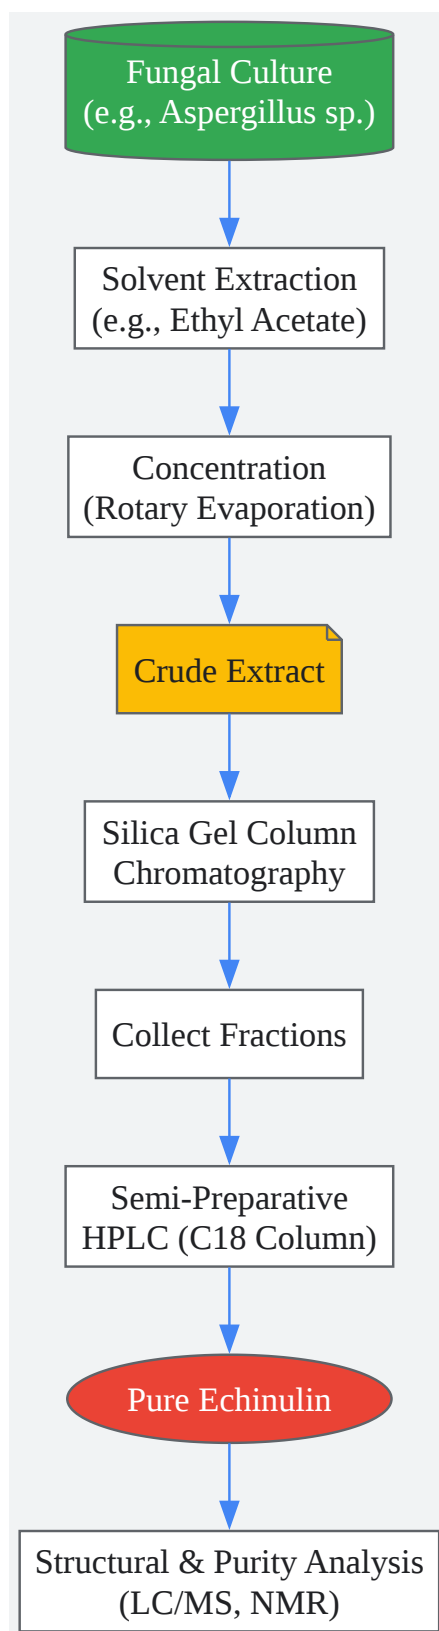 Fungal Culture
(e.g., Aspergillus sp.)
Solvent Extraction
(e.g., Ethyl Acetate)
Concentration
(Rotary Evaporation)
Crude Extract
Silica Gel Column
Chromatography
Collect Fractions
Semi-Preparative
HPLC (C18 Column)
Pure Echinulin
Structural & Purity Analysis
(LC/MS, NMR)